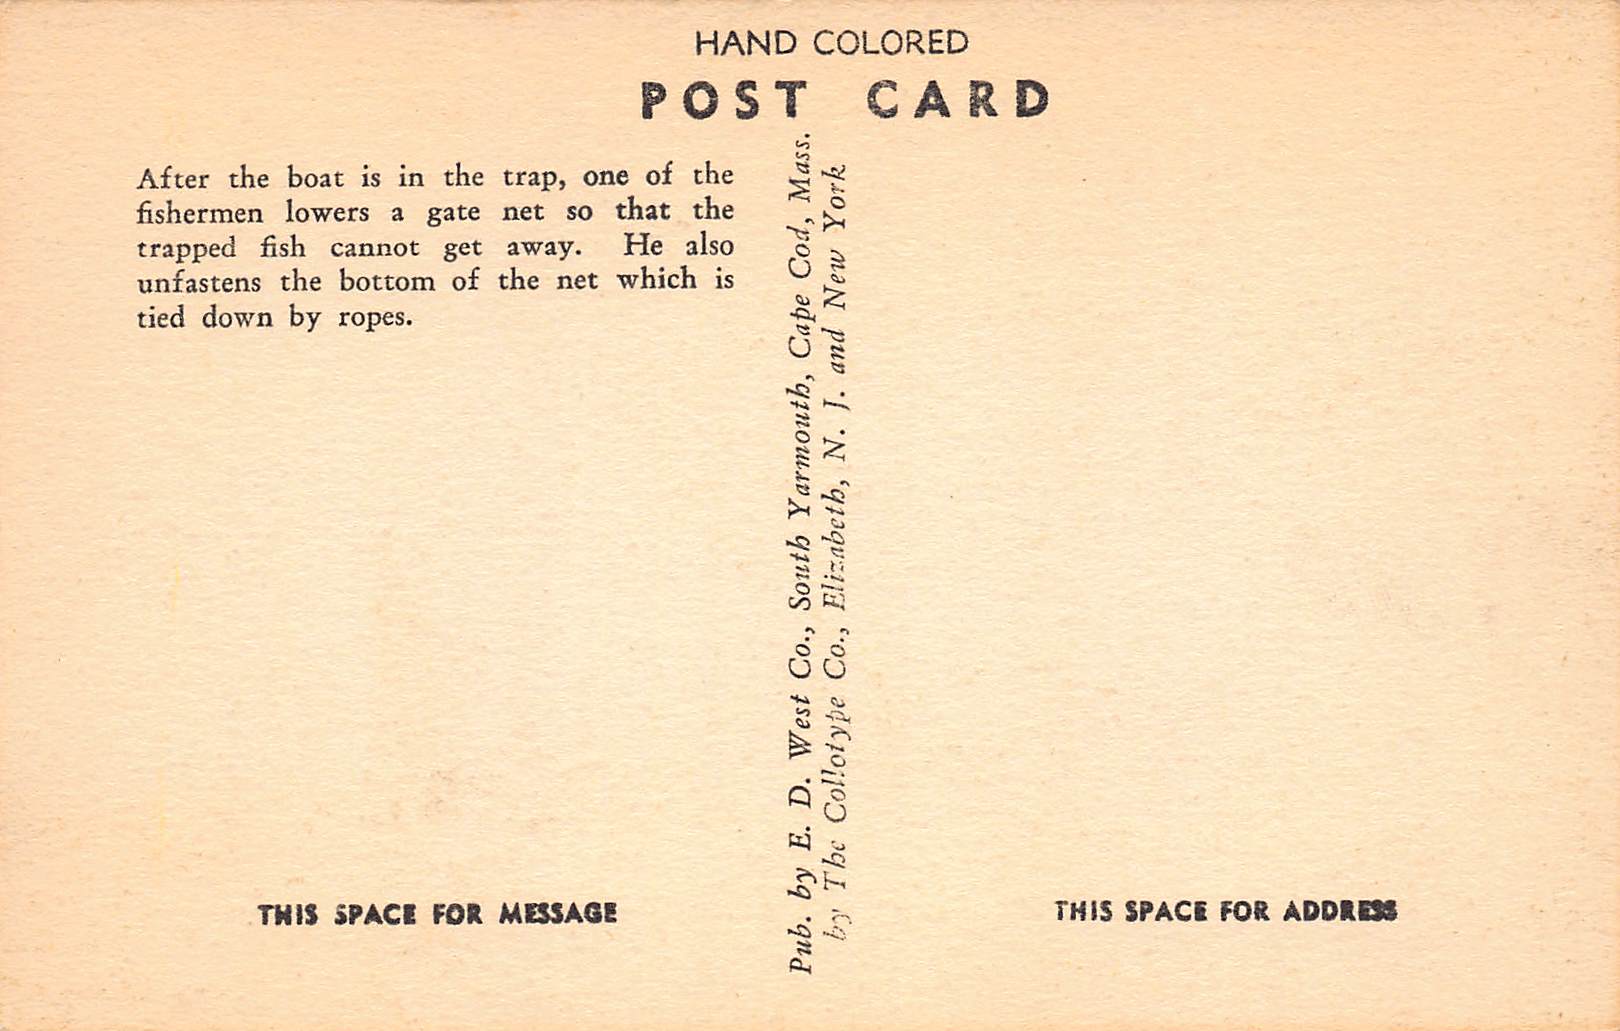 HAND COLORED
POST CARD
After the boat is in the trap, one of the
fishermen lowers a gate net so that the
trapped fish cannot get away. He also
unfastens the bottom of the net which is
tied down by ropes.
Pub. by E. D. West Co., South Yarmouth, Cape Cod, Mass.
by The Collotype Co., Elizabeth, N. J. and New York
THIS SPACE FOR MESSAGE
THIS SPACE FOR ADDRESS